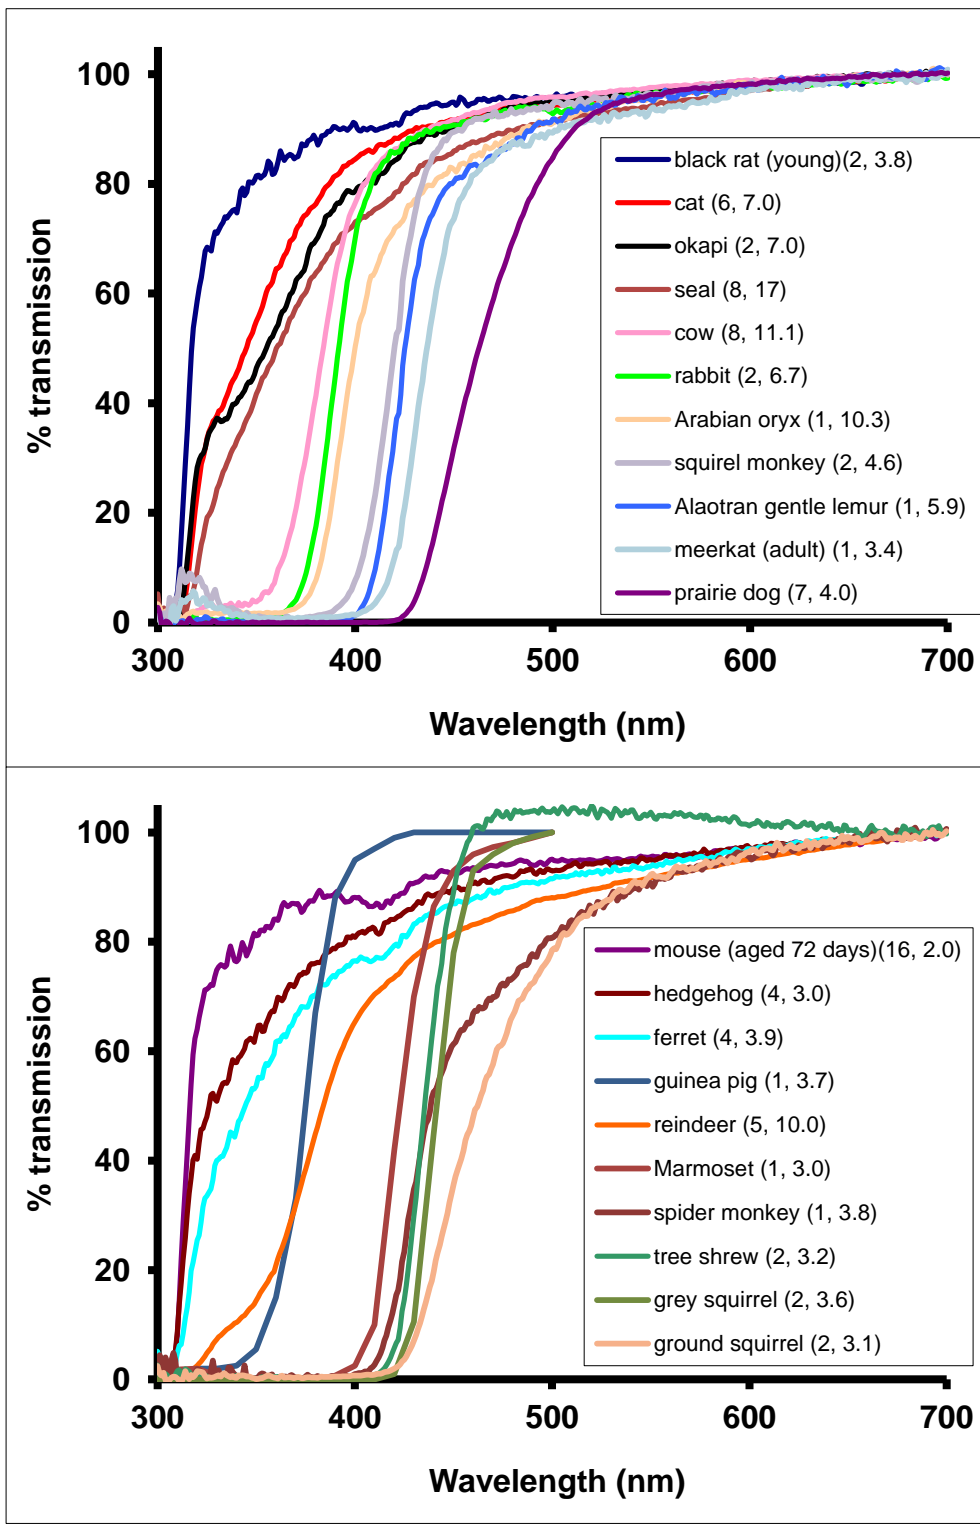 100
80
60
40
20
0
% transmission
300 400 500 600 700
Wavelength (nm)
black rat (young)(2, 3.8)
cat (6, 7.0)
okapi (2, 7.0)
seal (8, 17)
cow (8, 11.1)
rabbit (2, 6.7)
Arabian oryx (1, 10.3)
squirel monkey (2, 4.6)
Alaotran gentle lemur (1, 5.9)
meerkat (adult) (1, 3.4)
prairie dog (7, 4.0)
100
80
60
40
20
0
% transmission
300 400 500 600 700
Wavelength (nm)
mouse (aged 72 days)(16, 2.0)
hedgehog (4, 3.0)
ferret (4, 3.9)
guinea pig (1, 3.7)
reindeer (5, 10.0)
Marmoset (1, 3.0)
spider monkey (1, 3.8)
tree shrew (2, 3.2)
grey squirrel (2, 3.6)
ground squirrel (2, 3.1)